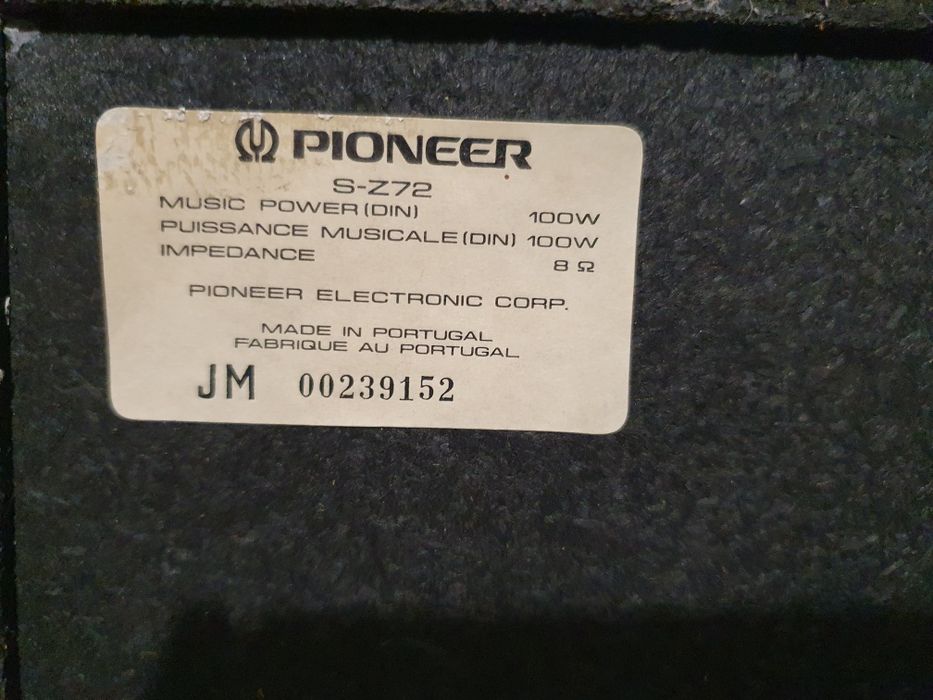 PIONEER
S-Z72
MUSIC POWER (DIN) 100W
PUISSANCE MUSICALE (DIN) 100W
IMPEDANCE 8 Ω
PIONEER ELECTRONIC CORP.
MADE IN PORTUGAL
FABRIQUE AU PORTUGAL
JM 00239152